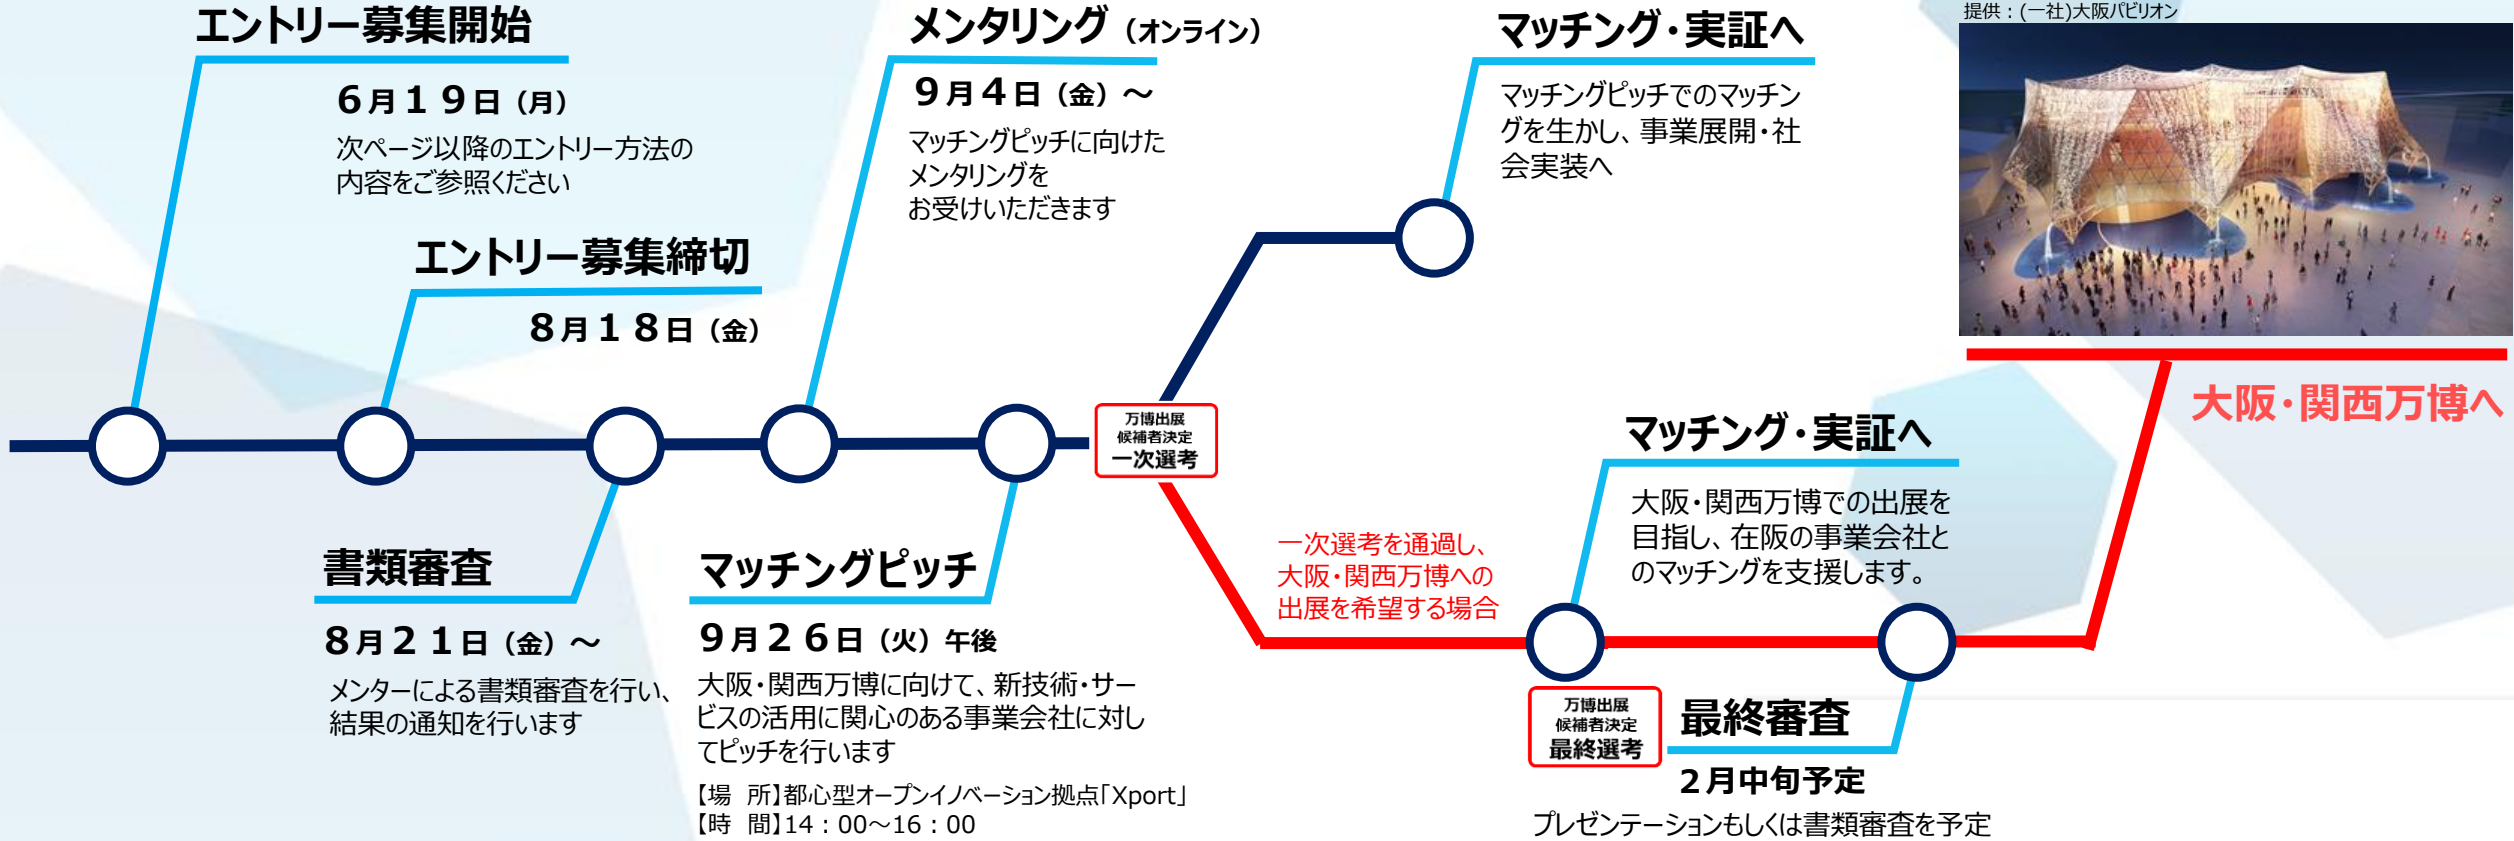 エントリー募集開始
6月19日（月）
次ページ以降のエントリー方法の
内容をご参照ください
エントリー募集締切
8月18日（金）
書類審査
8月21日（金）～
メンターによる書類審査を行い、
結果の通知を行います
メンタリング（オンライン）
9月4日（金）～
マッチングピッチに向けた
メンタリングを
お受けいただきます
マッチングピッチ
9月26日（火）午後
大阪・関西万博に向けて、新技術・サー
ビスの活用に関心のある事業会社に対し
てピッチを行います
【場　所】都心型オープンイノベーション拠点「Xport」
【時　間】14：00～16：00
万博出展
候補者決定
一次選考
マッチング・実証へ
マッチングピッチでのマッチン
グを生かし、事業展開・社
会実装へ
一次選考を通過し、
大阪・関西万博への
出展を希望する場合
マッチング・実証へ
大阪・関西万博での出展を
目指し、在阪の事業会社と
のマッチングを支援します。
万博出展
候補者決定
最終選考
最終審査
2月中旬予定
プレゼンテーションもしくは書類審査を予定
提供：(一社)大阪パビリオン
大阪・関西万博へ